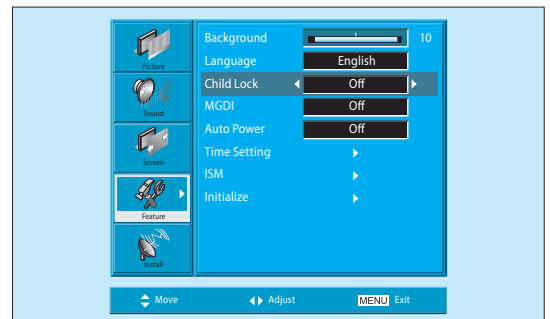 Picture
Sound
Screen
Feature
Install
Background 10
Language English
Child Lock Off
MGDI Off
Auto Power Off
Time Setting
ISM
Initialize
Move Adjust MENU Exit